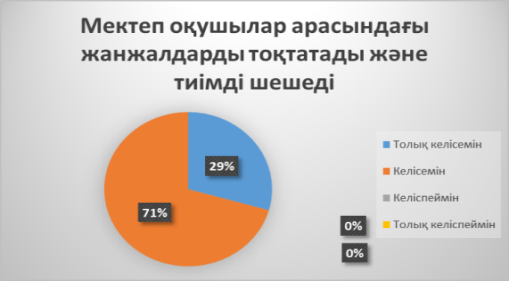 Мектеп оқушылар арасындағы
жанжалдарды тоқтатады және
тиімді шешеді
29%
71%
0%
0%
Толық келісемін
Келісемін
Келіспеймін
Толық келіспеймін